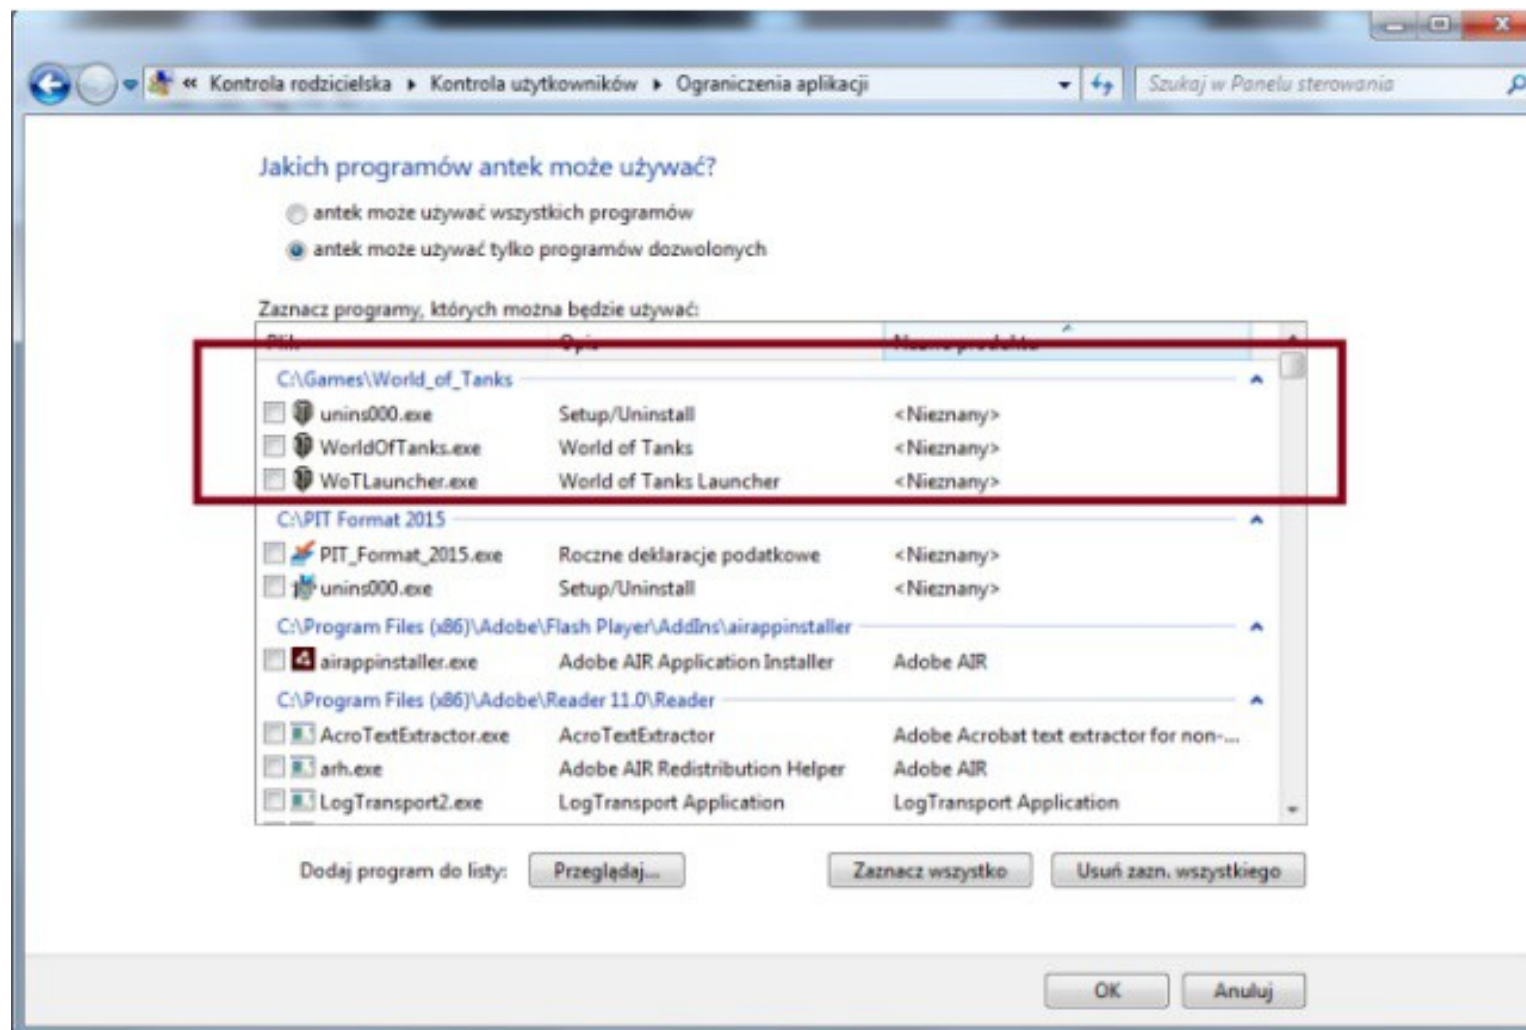 « Kontrola rodzicielska ▸ Kontrola użytkowników ▸ Ograniczenia aplikacji
Szukaj w Panelu sterowania
Jakich programów antek może używać?
antek może używać wszystkich programów
antek może używać tylko programów dozwolonych
Zaznacz programy, których można będzie używać:
Plik Opis Nazwa produktu
C:\Games\World_of_Tanks
unins000.exe Setup/Uninstall <Nieznany>
WorldOfTanks.exe World of Tanks <Nieznany>
WoTLauncher.exe World of Tanks Launcher <Nieznany>
C:\PIT Format 2015
PIT_Format_2015.exe Roczne deklaracje podatkowe <Nieznany>
unins000.exe Setup/Uninstall <Nieznany>
C:\Program Files (x86)\Adobe\Flash Player\AddIns\airappinstaller
airappinstaller.exe Adobe AIR Application Installer Adobe AIR
C:\Program Files (x86)\Adobe\Reader 11.0\Reader
AcroTextExtractor.exe AcroTextExtractor Adobe Acrobat text extractor for non-...
arh.exe Adobe AIR Redistribution Helper Adobe AIR
LogTransport2.exe LogTransport Application LogTransport Application
Dodaj program do listy: Przeglądaj... Zaznacz wszystko Usuń zazn. wszystkiego
OK Anuluj